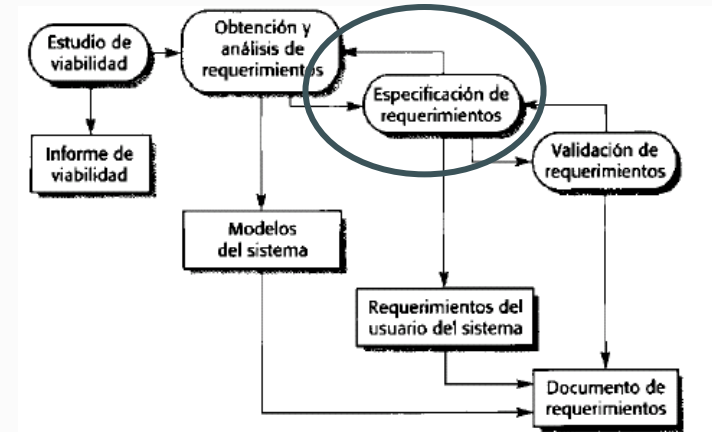 Estudio de
viabilidad
Obtención y
análisis de
requerimientos
Especificación de
requerimientos
Informe de
viabilidad
Validación de
requerimientos
Modelos
del sistema
Requerimientos del
usuario del sistema
Documento de
requerimientos